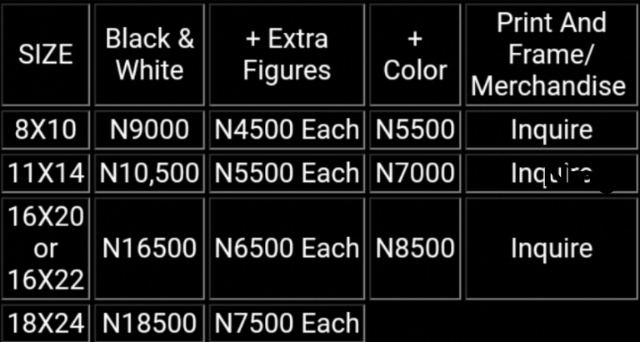 SIZE Black & White + Extra Figures + Color Print And Frame/ Merchandise
8X10 N9000 N4500 Each N5500 Inquire
11X14 N10,500 N5500 Each N7000
16X20 or 16X22 N16500 N6500 Each N8500 Inquire
18X24 N18500 N7500 Each